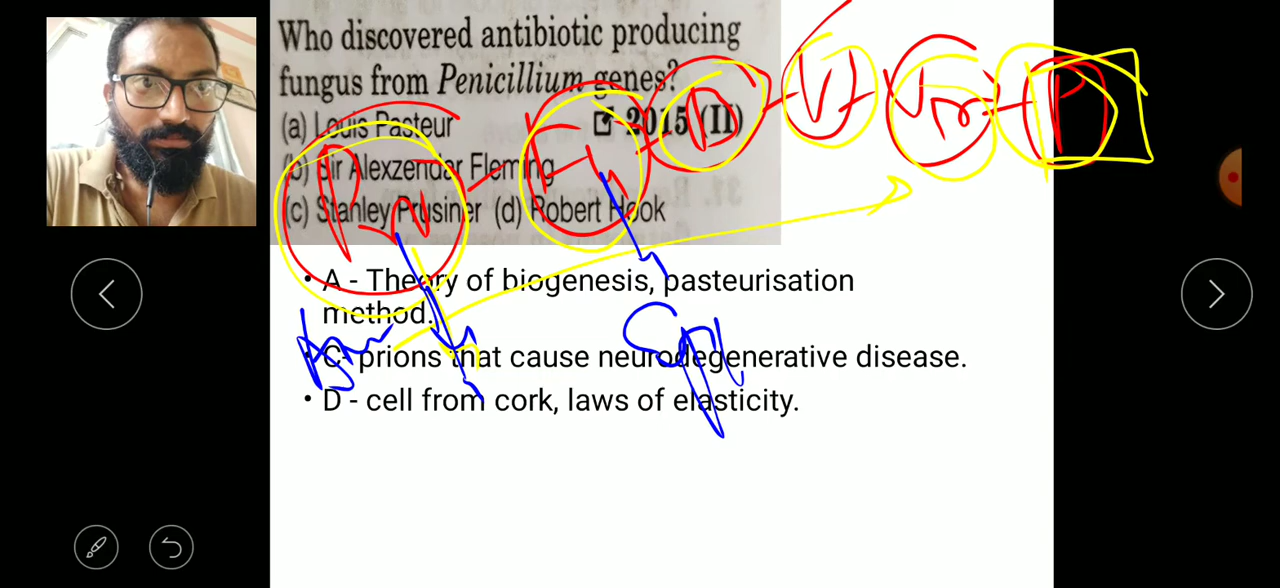 Who discovered antibiotic producing
fungus from Penicillium genes?
(a) Louis Pasteur 2015 (II)
(b) Sir Alexzendar Fleming
(c) Stanley Prusiner (d) Robert Hook
• A - Theory of biogenesis, pasteurisation
method.
• C- prions that cause neurodegenerative disease.
• D - cell from cork, laws of elasticity.